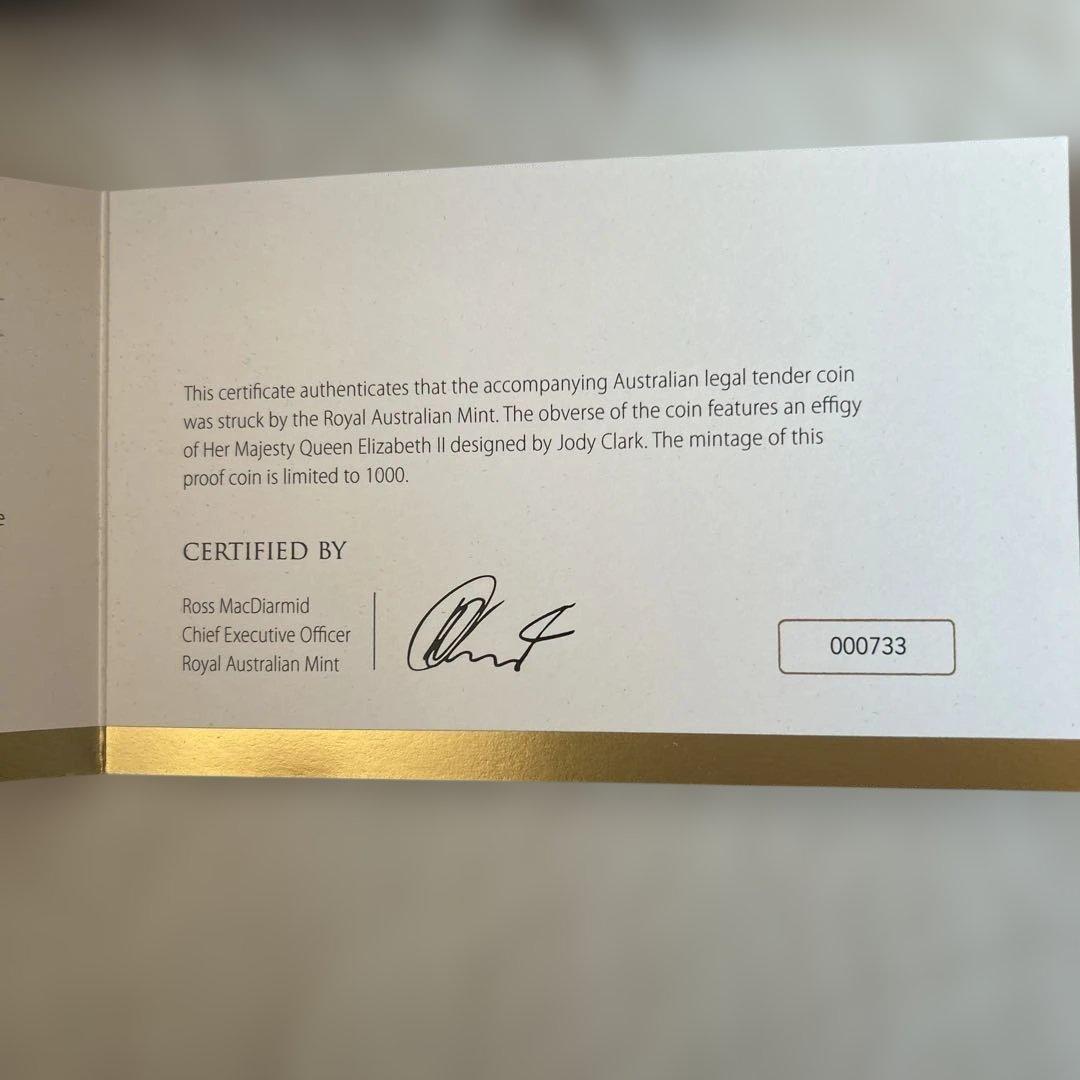 This certificate authenticates that the accompanying Australian legal tender coin
was struck by the Royal Australian Mint. The obverse of the coin features an effigy
of Her Majesty Queen Elizabeth II designed by Jody Clark. The mintage of this
proof coin is limited to 1000.
CERTIFIED BY
Ross MacDiarmid
Chief Executive Officer
Royal Australian Mint
000733